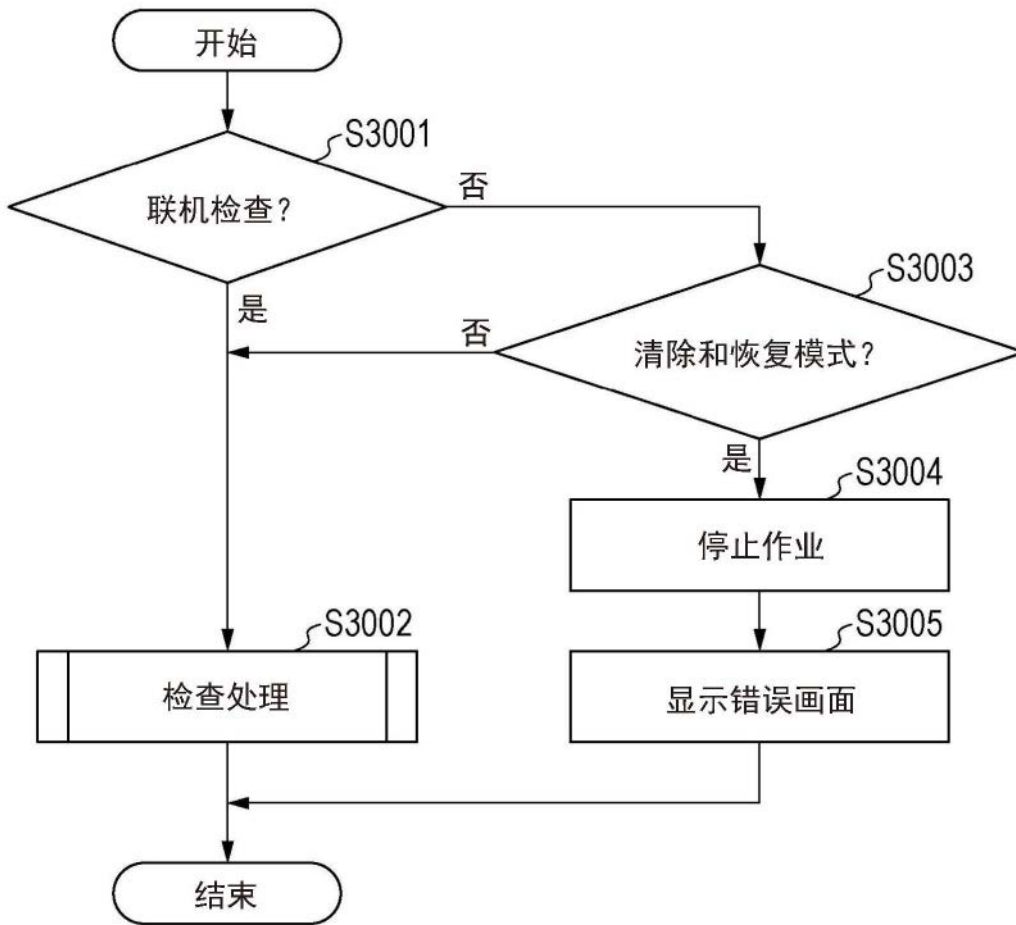 开始
S3001
联机检查?
否
是
S3003
清除和恢复模式?
否
是
S3004
停止作业
S3002
检查处理
S3005
显示错误画面
结束